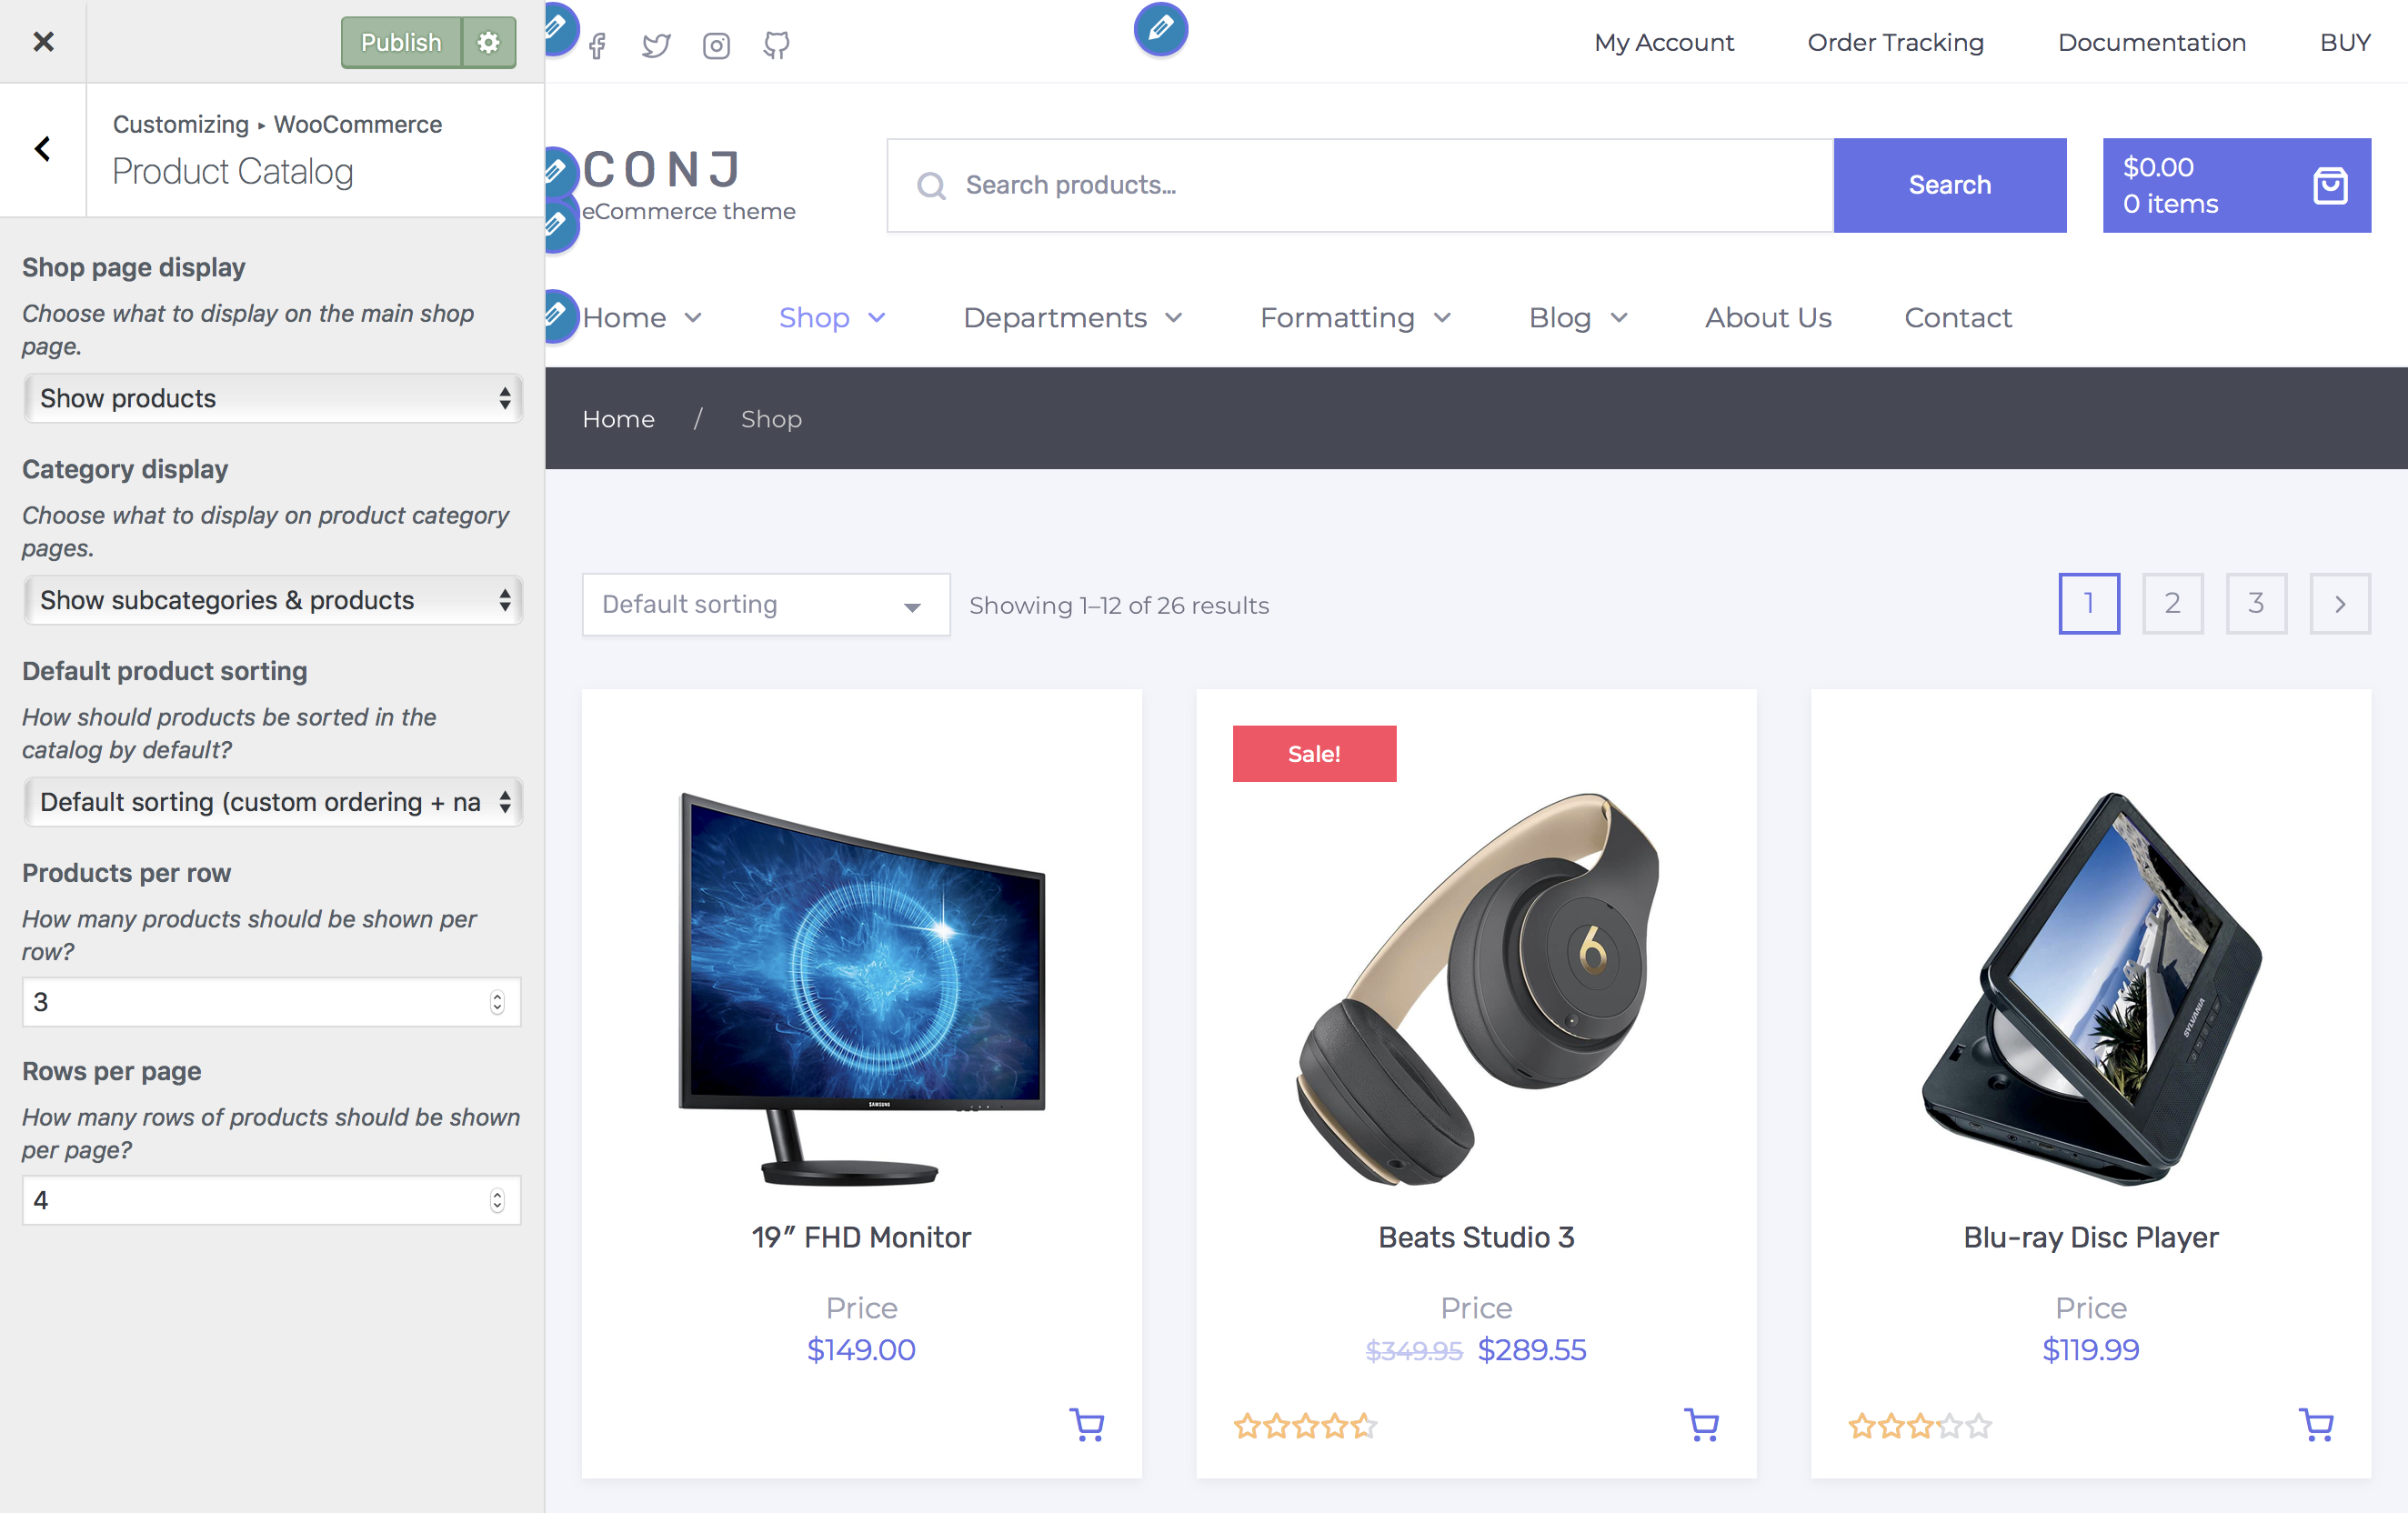 Publish
Customizing ▸ WooCommerce
Product Catalog
Shop page display
Choose what to display on the main shop
page.
Show products
Category display
Choose what to display on product category
pages.
Show subcategories & products
Default product sorting
How should products be sorted in the
catalog by default?
Default sorting (custom ordering + na
Products per row
How many products should be shown per
row?
3
Rows per page
How many rows of products should be shown
per page?
4
My Account
Order Tracking
Documentation
BUY
CONJ
eCommerce theme
Search products...
Search
$0.00
0 items
Home
Shop
Departments
Formatting
Blog
About Us
Contact
Home / Shop
Default sorting
Showing 1–12 of 26 results
1
2
3
SAMSUNG
19″ FHD Monitor
Price
$149.00
Sale!
Beats Studio 3
Price
$349.95 $289.55
SYLVANIA
Blu-ray Disc Player
Price
$119.99